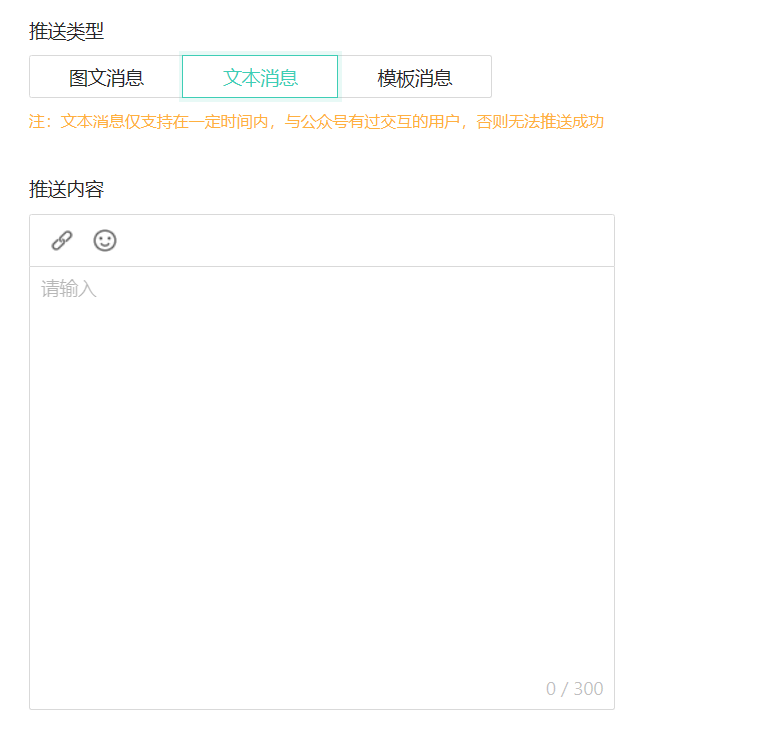 推送类型
图文消息 文本消息 模板消息
注：文本消息仅支持在一定时间内，与公众号有过交互的用户，否则无法推送成功
推送内容
请输入
0 / 300